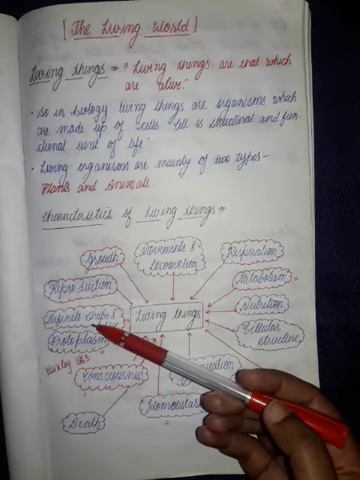 [ The Living World ]
Living things ⇒ "Living things are that which
are alive."
• So in biology living things are organisms which
are made up of cells. Cell is structural and fun-
ctional unit of life.
• Living organisms are mainly of two types –
Plants and Animals.
Characteristics of Living things ⇒
Growth
Movements &
Locomotion
Respiration
Reproduction
Metabolism
Definite shaped
Living things
Nutrition
Protoplasm
Cellular
structure
Huxley 1863
Consciousness
Death